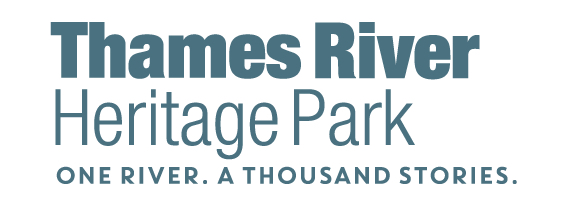 Thames River
Heritage Park
ONE RIVER. A THOUSAND STORIES.